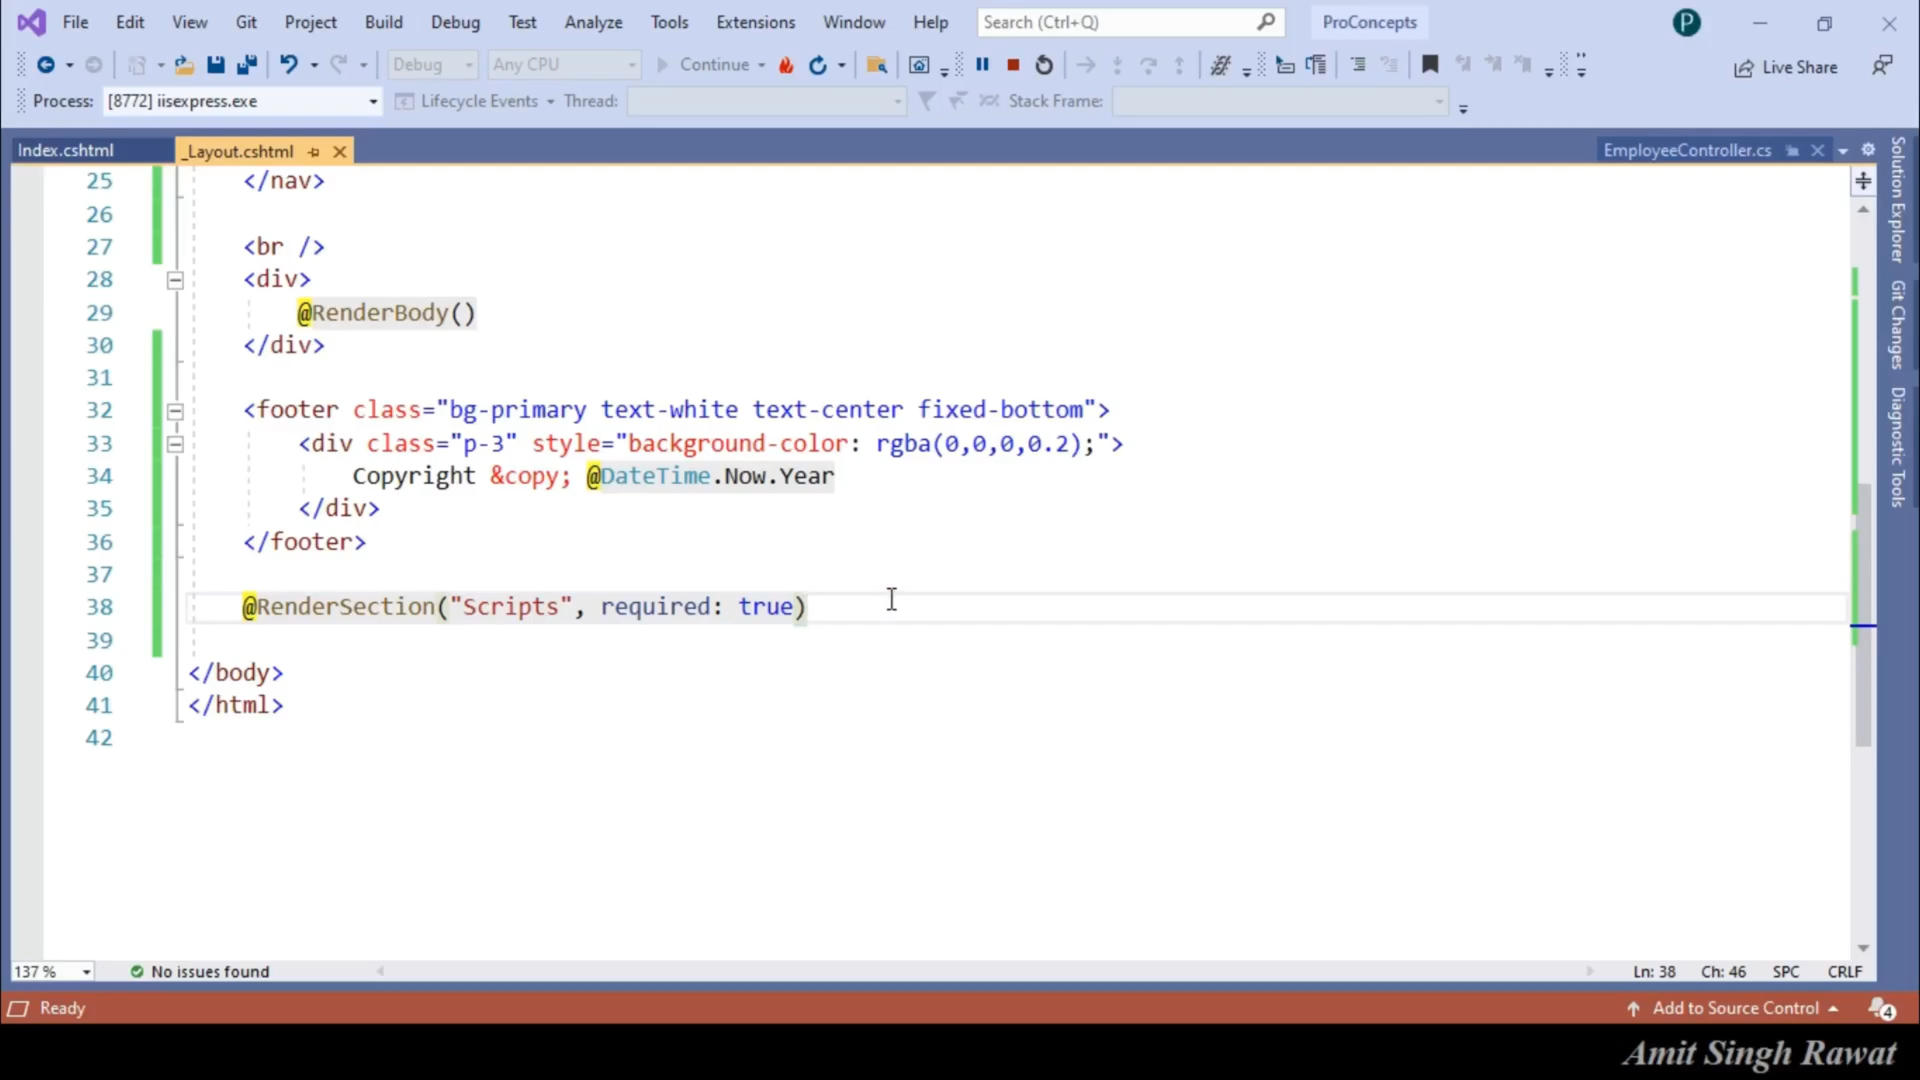 File Edit View Git Project Build Debug Test Analyze Tools Extensions Window Help Search (Ctrl+Q) ProConcepts P
Debug Any CPU Continue Live Share
Process: [8772] iisexpress.exe Lifecycle Events Thread: Stack Frame:
Index.cshtml _Layout.cshtml EmployeeController.cs
25 </nav>
26
27 <br />
28 <div>
29 @RenderBody()
30 </div>
31
32 <footer class="bg-primary text-white text-center fixed-bottom">
33 <div class="p-3" style="background-color: rgba(0,0,0,0.2);">
34 Copyright &copy; @DateTime.Now.Year
35 </div>
36 </footer>
37
38 @RenderSection("Scripts", required: true)
39
40 </body>
41 </html>
42
Solution Explorer
Git Changes
Diagnostic Tools
137 % No issues found Ln: 38 Ch: 46 SPC CRLF
Ready Add to Source Control 4
Amit Singh Rawat